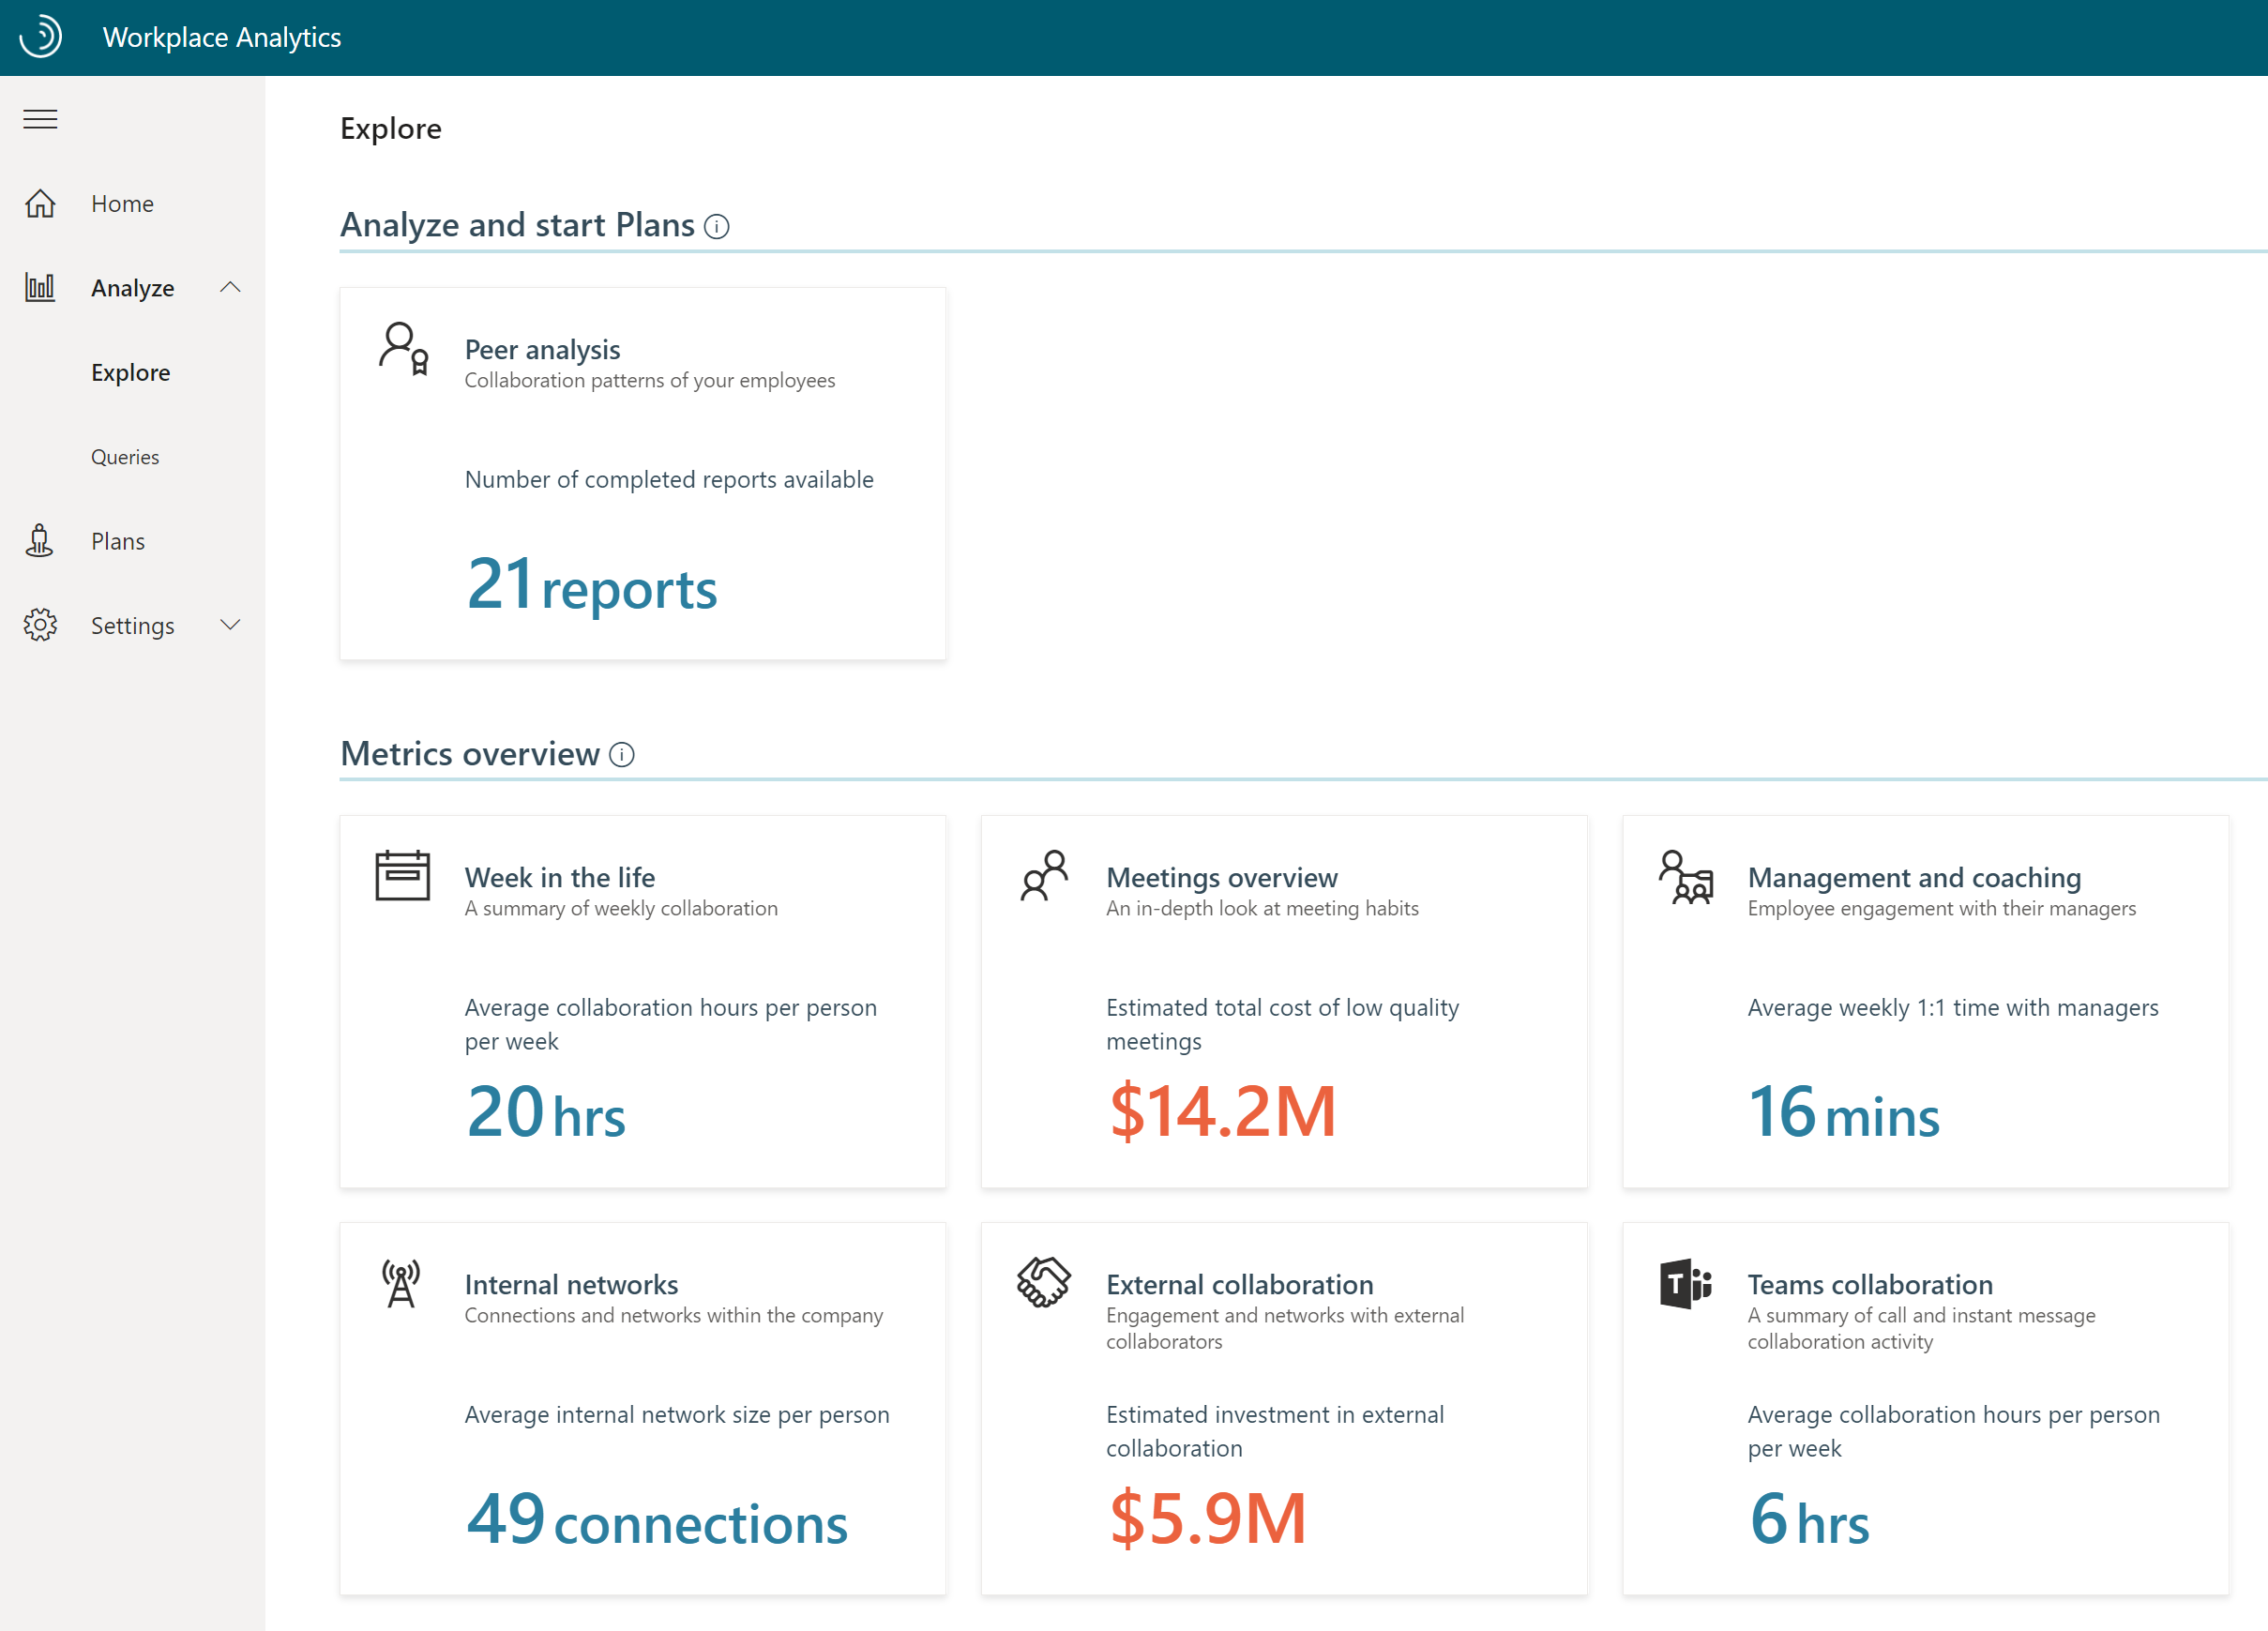 Workplace Analytics
Home
Analyze
Explore
Queries
Plans
Settings
Explore
Analyze and start Plans
Peer analysis
Collaboration patterns of your employees
Number of completed reports available
21 reports
Metrics overview
Week in the life
A summary of weekly collaboration
Average collaboration hours per person
per week
20 hrs
Meetings overview
An in-depth look at meeting habits
Estimated total cost of low quality
meetings
$14.2M
Management and coaching
Employee engagement with their managers
Average weekly 1:1 time with managers
16 mins
Internal networks
Connections and networks within the company
Average internal network size per person
49 connections
External collaboration
Engagement and networks with external
collaborators
Estimated investment in external
collaboration
$5.9M
Teams collaboration
A summary of call and instant message
collaboration activity
Average collaboration hours per person
per week
6 hrs